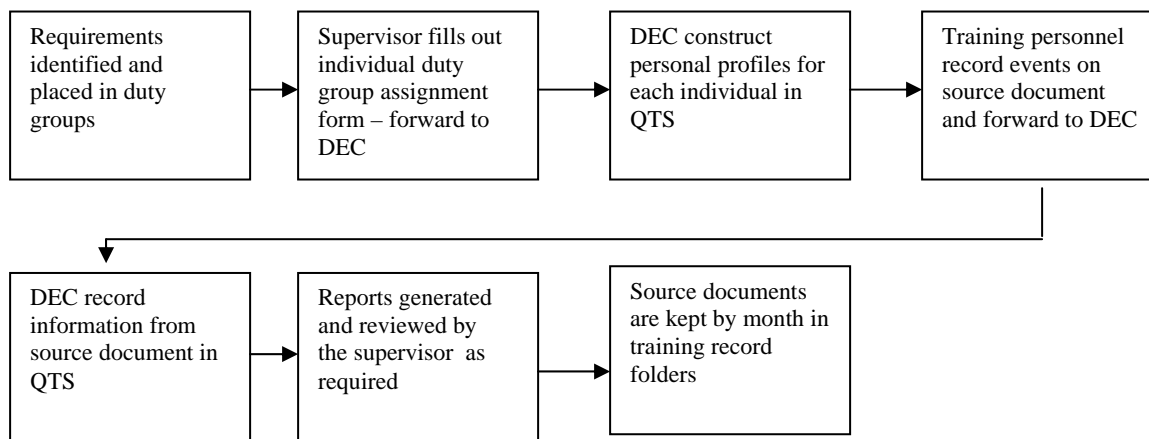 Requirements
identified and
placed in duty
groups
Supervisor fills out
individual duty
group assignment
form – forward to
DEC
DEC construct
personal profiles for
each individual in
QTS
Training personnel
record events on
source document
and forward to DEC
DEC record
information from
source document in
QTS
Reports generated
and reviewed by
the supervisor as
required
Source documents
are kept by month in
training record
folders